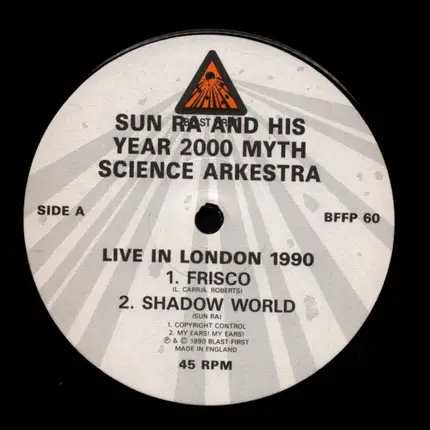 BLAST FIRST
SUN RA AND HIS
YEAR 2000 MYTH
SCIENCE ARKESTRA
SIDE A
BFFP 60
LIVE IN LONDON 1990
1. FRISCO
(L. CARRIA, ROBERTS)
2. SHADOW WORLD
(SUN RA)
1. COPYRIGHT CONTROL
2. MY EARS! MY EARS!
℗ & © 1990 BLAST FIRST
MADE IN ENGLAND
45 RPM